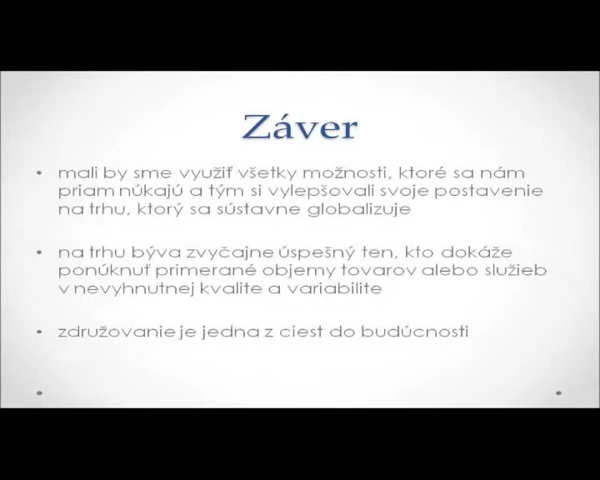 Záver
• mali by sme využiť všetky možnosti, ktoré sa nám
priam núkajú a tým si vylepšovali svoje postavenie
na trhu, ktorý sa sústavne globalizuje
• na trhu býva zvyčajne úspešný ten, kto dokáže
ponúknuť primerané objemy tovarov alebo služieb
v nevyhnutnej kvalite a variabilite
• združovanie je jedna z ciest do budúcnosti